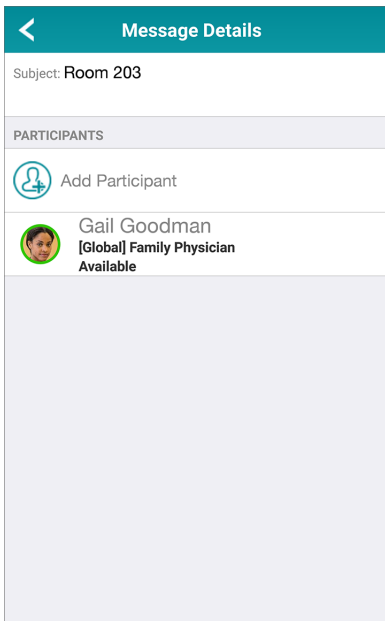 Message Details
Subject: Room 203
PARTICIPANTS
Add Participant
Gail Goodman
[Global] Family Physician
Available